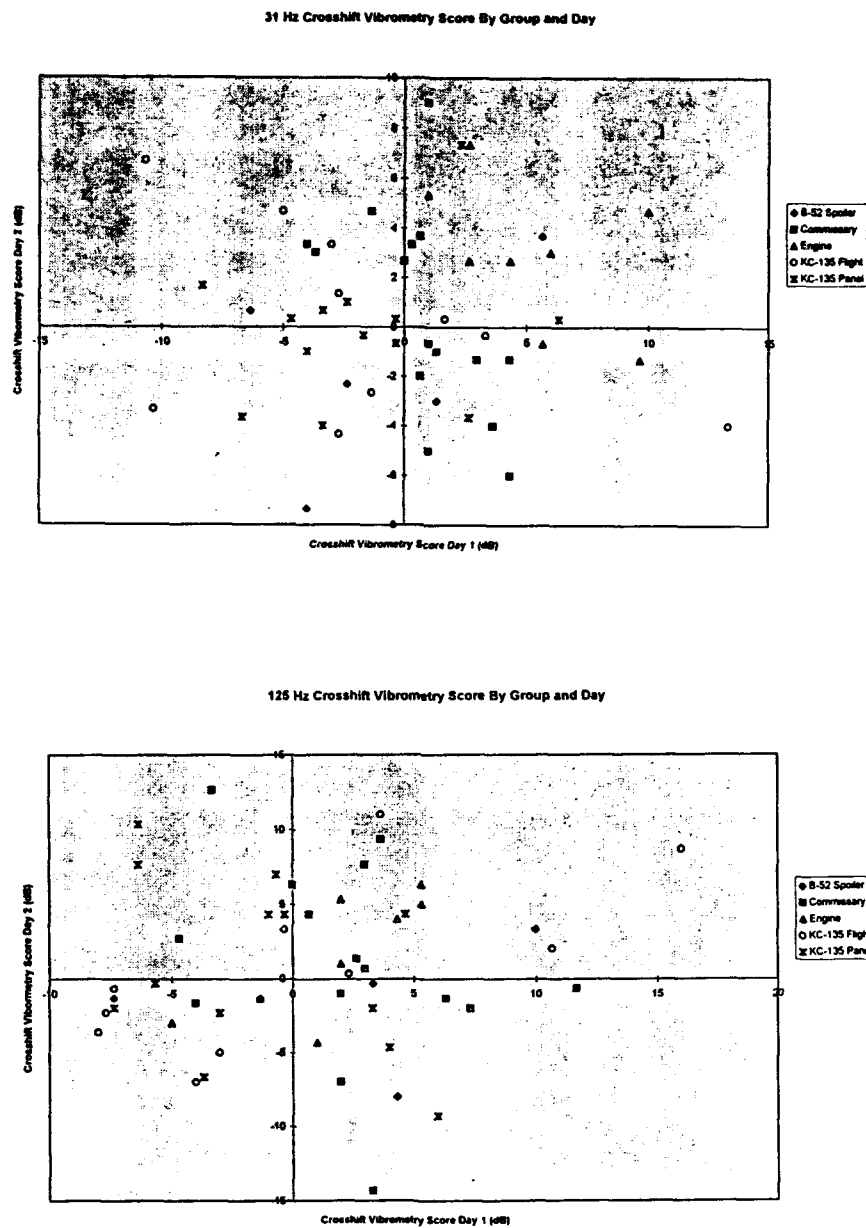 31 Hz Crosshift Vibrometry Score By Group and Day
Crosshift Vibrometry Score Day 2 (dB)
10
8
6
4
2
0
-2
-4
-6
-8
-15
-10
-5
0
5
10
15
Crosshift Vibrometry Score Day 1 (dB)
B-52 Spoiler
Commissary
Engine
KC-135 Flight
KC-135 Panel
125 Hz Crosshift Vibrometry Score By Group and Day
Crosshift Vibrometry Score Day 2 (dB)
15
10
5
0
-5
-10
-15
-10
-5
0
5
10
15
20
Crosshift Vibrometry Score Day 1 (dB)
B-52 Spoiler
Commissary
Engine
KC-135 Flight
KC-135 Pane